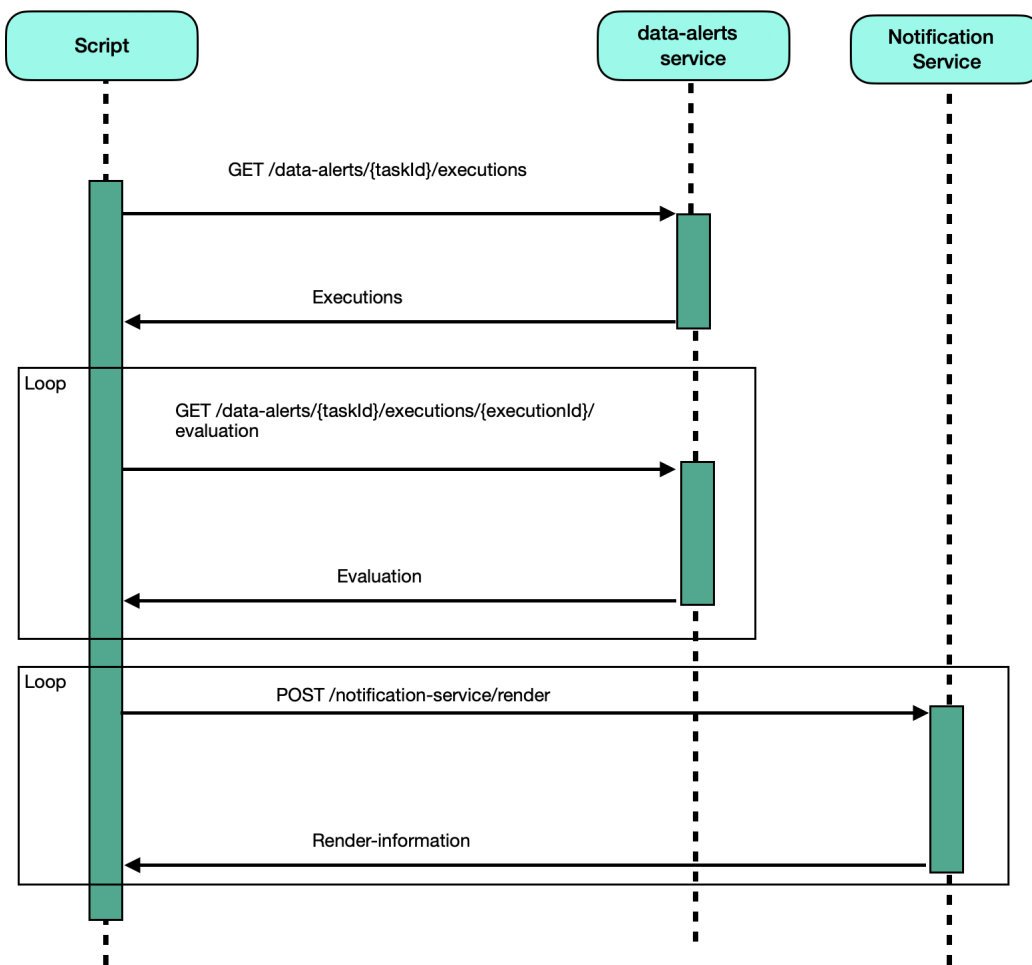 Script
data-alerts
service
Notification
Service
GET /data-alerts/{taskId}/executions
Executions
Loop
GET /data-alerts/{taskId}/executions/{executionId}/
evaluation
Evaluation
Loop
POST /notification-service/render
Render-information